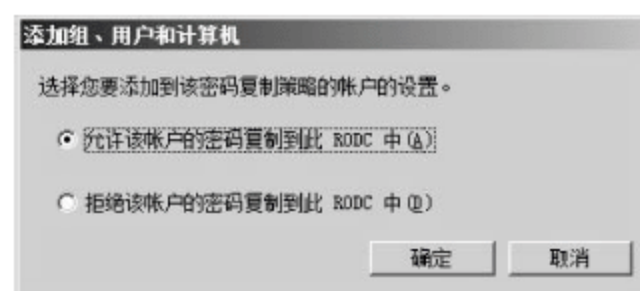 添加组、用户和计算机
选择您要添加到该密码复制策略的帐户的设置。
允许该帐户的密码复制到此 RODC 中(A)
拒绝该帐户的密码复制到此 RODC 中(D)
确定 取消